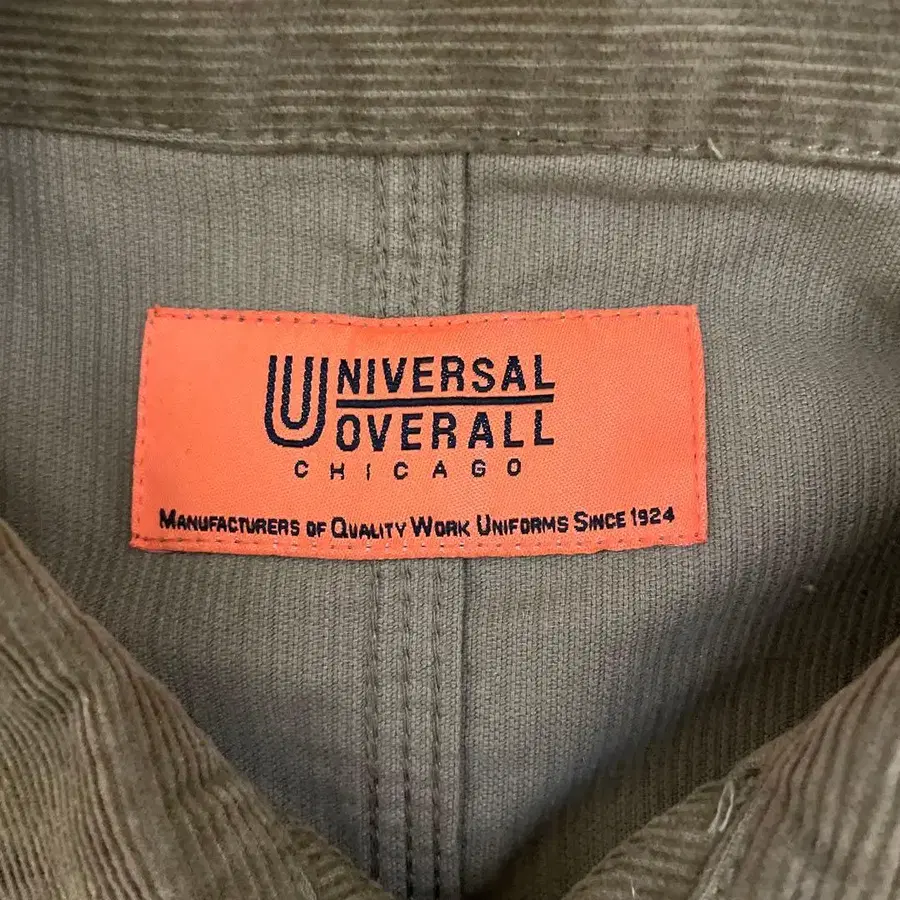 UNIVERSAL
OVERALL
CHICAGO
MANUFACTURERS OF QUALITY WORK UNIFORMS SINCE 1924